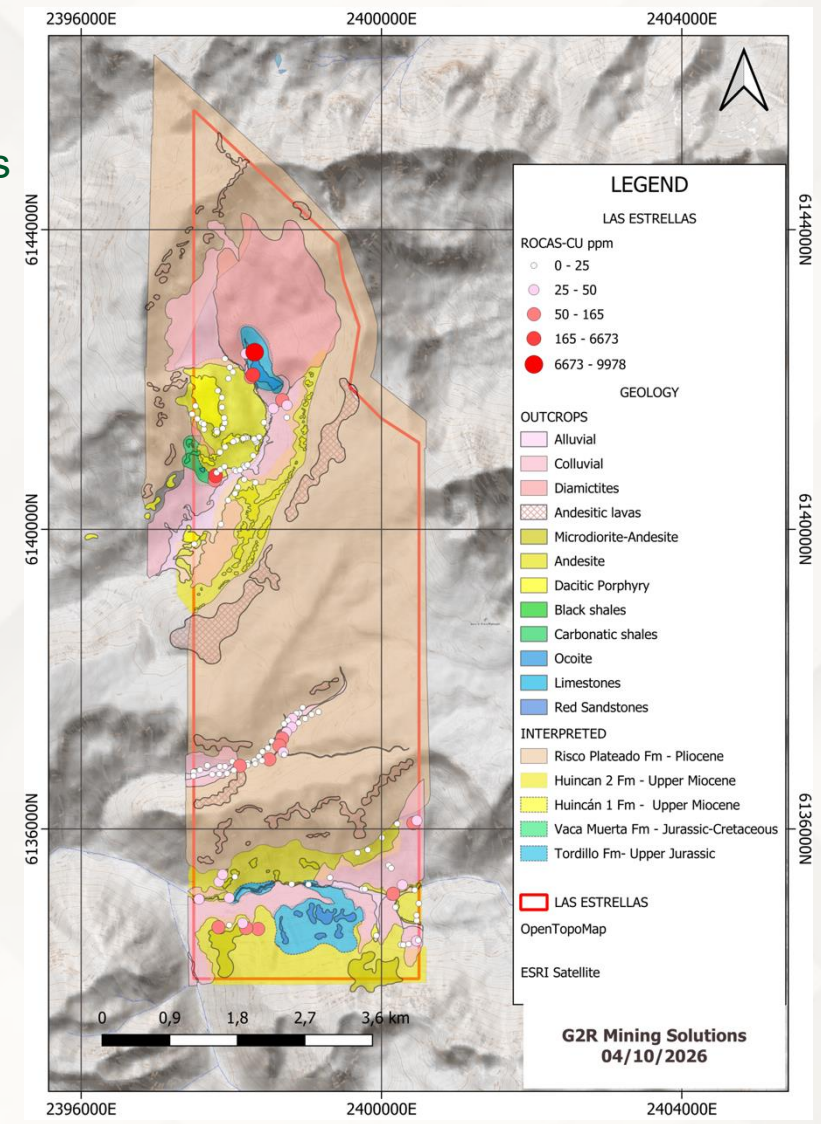 2396000E
2400000E
2404000E
s
6144000N
6144000N
6140000N
6140000N
6136000N
6136000N
LEGEND
LAS ESTRELLAS
ROCAS-CU ppm
0 - 25
25 - 50
50 - 165
165 - 6673
6673 - 9978
GEOLOGY
OUTCROPS
Alluvial
Colluvial
Diamictites
Andesitic lavas
Microdiorite-Andesite
Andesite
Dacitic Porphyry
Black shales
Carbonatic shales
Ocoite
Limestones
Red Sandstones
INTERPRETED
Risco Plateado Fm - Pliocene
Huincan 2 Fm - Upper Miocene
Huincán 1 Fm - Upper Miocene
Vaca Muerta Fm - Jurassic-Cretaceous
Tordillo Fm- Upper Jurassic
LAS ESTRELLAS
OpenTopoMap
ESRI Satellite
0 0,9 1,8 2,7 3,6 km
G2R Mining Solutions
04/10/2026
2396000E
2400000E
2404000E